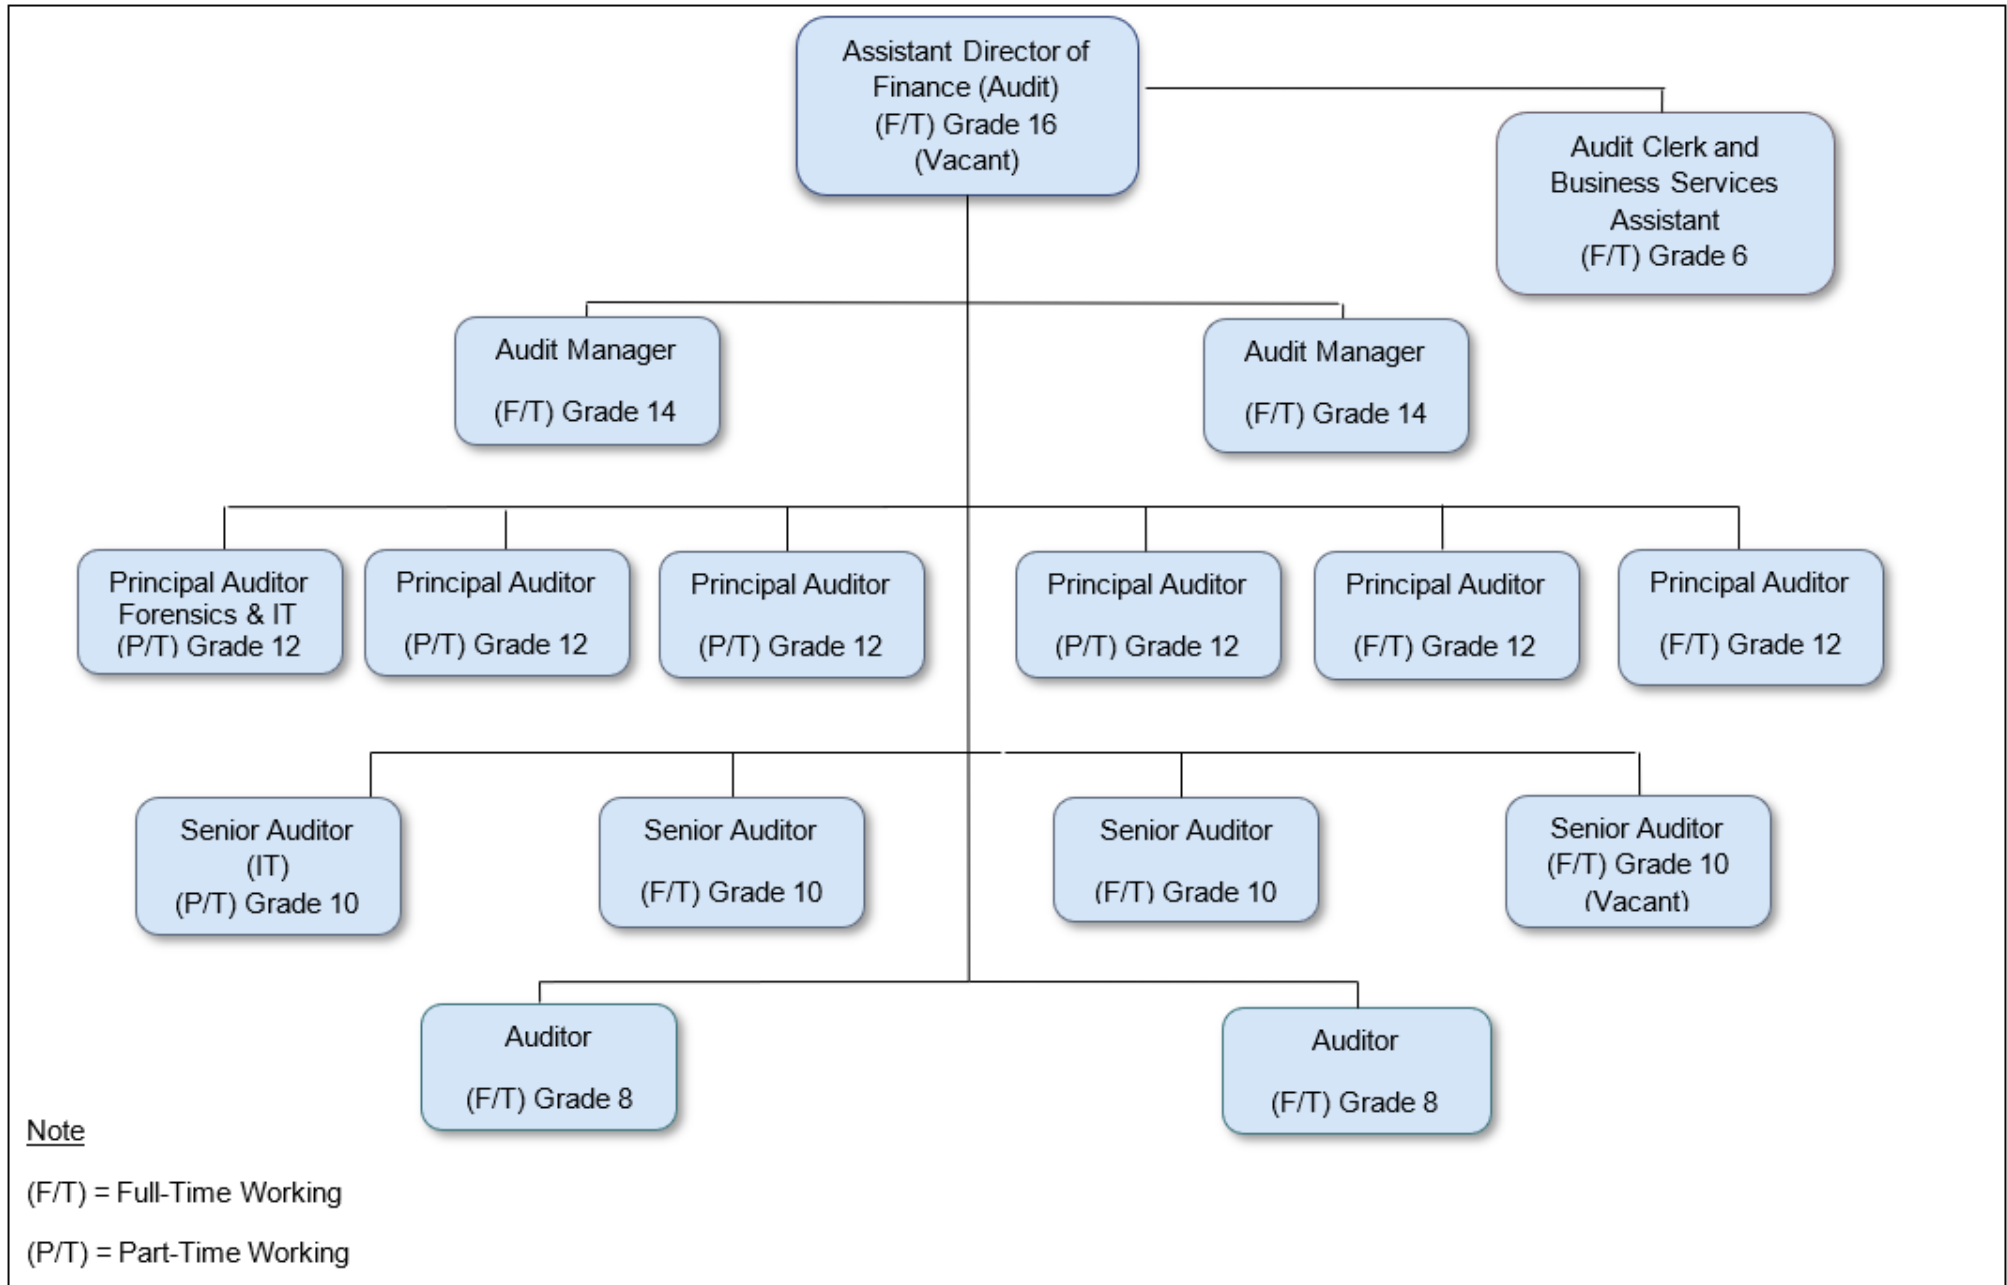 Assistant Director of
Finance (Audit)
(F/T) Grade 16
(Vacant)
Audit Clerk and
Business Services
Assistant
(F/T) Grade 6
Audit Manager
(F/T) Grade 14
Audit Manager
(F/T) Grade 14
Principal Auditor
Forensics & IT
(P/T) Grade 12
Principal Auditor
(P/T) Grade 12
Principal Auditor
(P/T) Grade 12
Principal Auditor
(P/T) Grade 12
Principal Auditor
(F/T) Grade 12
Principal Auditor
(F/T) Grade 12
Senior Auditor
(IT)
(P/T) Grade 10
Senior Auditor
(F/T) Grade 10
Senior Auditor
(F/T) Grade 10
Senior Auditor
(F/T) Grade 10
(Vacant)
Auditor
(F/T) Grade 8
Auditor
(F/T) Grade 8
Note
(F/T) = Full-Time Working
(P/T) = Part-Time Working